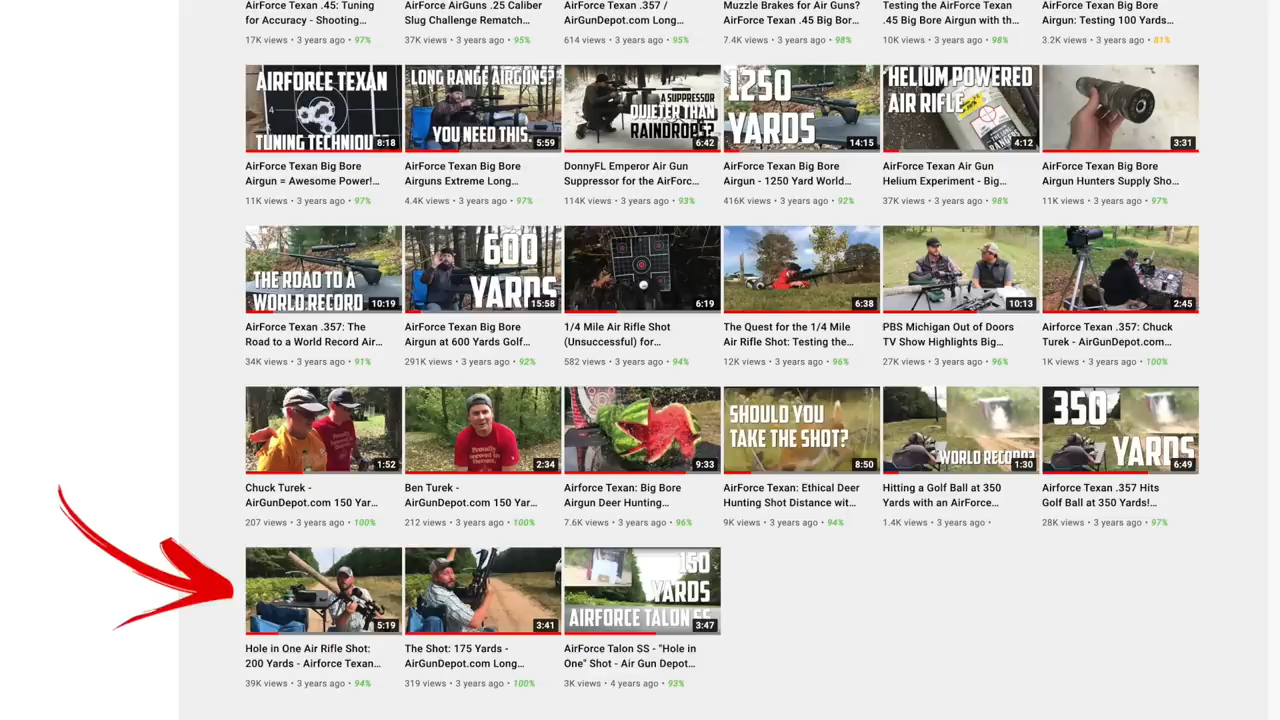 AirForce Texan .45: Tuning
for Accuracy - Shooting...
17K views • 3 years ago • 97%
AirForce AirGuns .25 Caliber
Slug Challenge Rematch...
37K views • 3 years ago • 95%
AirForce Texan .357 /
AirGunDepot.com Long...
614 views • 3 years ago • 95%
Muzzle Brakes for Air Guns?
AirForce Texan .45 Big Bor...
7.4K views • 3 years ago • 98%
Testing the AirForce Texan
.45 Big Bore Airgun with th...
10K views • 3 years ago • 98%
AirForce Texan Big Bore
Airgun: Testing 100 Yards...
3.2K views • 3 years ago • 81%
AIRFORCE TEXAN
TUNING TECHNIQU
8:18
LONG RANGE AIRGUNS?
YOU NEED THIS.
5:59
A SUPPRESSOR
QUIETER THAN
RAINDROPS?
6:42
1250
YARDS
14:15
HELIUM POWERED
AIR RIFLE
4:12
3:31
AirForce Texan Big Bore
Airgun = Awesome Power!...
11K views • 3 years ago • 97%
AirForce Texan Big Bore
Airguns Extreme Long...
4.4K views • 3 years ago • 97%
DonnyFL Emperor Air Gun
Suppressor for the AirForc...
114K views • 3 years ago • 93%
AirForce Texan Big Bore
Airgun - 1250 Yard World...
416K views • 3 years ago • 92%
AirForce Texan Air Gun
Helium Experiment - Big...
37K views • 3 years ago • 98%
AirForce Texan Big Bore
Airgun Hunters Supply Sho...
11K views • 3 years ago • 97%
THE ROAD TO A
WORLD RECORD
10:19
600
YARDS
15:58
6:19
6:38
10:13
2:45
AirForce Texan .357: The
Road to a World Record Air...
34K views • 3 years ago • 91%
AirForce Texan Big Bore
Airgun at 600 Yards Golf...
291K views • 3 years ago • 92%
1/4 Mile Air Rifle Shot
(Unsuccessful) for...
582 views • 3 years ago • 94%
The Quest for the 1/4 Mile
Air Rifle Shot: Testing the...
12K views • 3 years ago • 96%
PBS Michigan Out of Doors
TV Show Highlights Big...
27K views • 3 years ago • 96%
AirForce Texan .357: Chuck
Turek - AirGunDepot.com...
1K views • 3 years ago • 100%
1:52
Proudly
2:34
9:33
SHOULD YOU
TAKE THE SHOT?
8:50
WORLD RECORD?
1:30
350
YARDS
6:49
Chuck Turek -
AirGunDepot.com 150 Yar...
207 views • 3 years ago • 100%
Ben Turek -
AirGunDepot.com 150 Yar...
212 views • 3 years ago • 100%
Airforce Texan: Big Bore
Airgun Deer Hunting...
7.6K views • 3 years ago • 96%
AirForce Texan: Ethical Deer
Hunting Shot Distance wit...
9K views • 3 years ago • 94%
Hitting a Golf Ball at 350
Yards with an AirForce...
1.4K views • 3 years ago •
Airforce Texan .357 Hits
Golf Ball at 350 Yards!...
28K views • 3 years ago • 97%
5:19
3:41
150
YARDS
AIRFORCE TALON SS
3:47
Hole in One Air Rifle Shot:
200 Yards - Airforce Texan...
39K views • 3 years ago • 94%
The Shot: 175 Yards -
AirGunDepot.com Long...
319 views • 3 years ago • 100%
AirForce Talon SS - "Hole in
One" Shot - Air Gun Depot...
3K views • 4 years ago • 93%